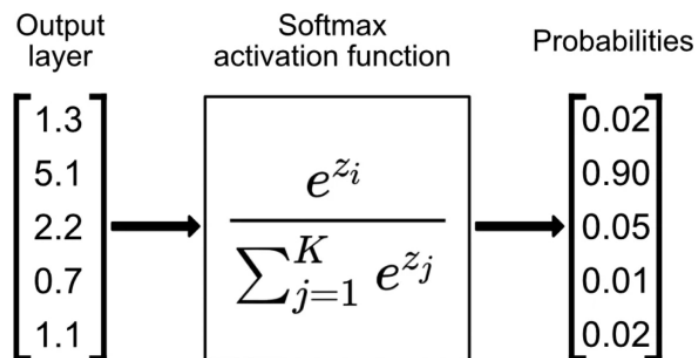 Output
layer
Softmax
activation function
Probabilities
1.3
5.1
2.2
0.7
1.1
e^{z_i}
∑_{j=1}^{K} e^{z_j}
0.02
0.90
0.05
0.01
0.02